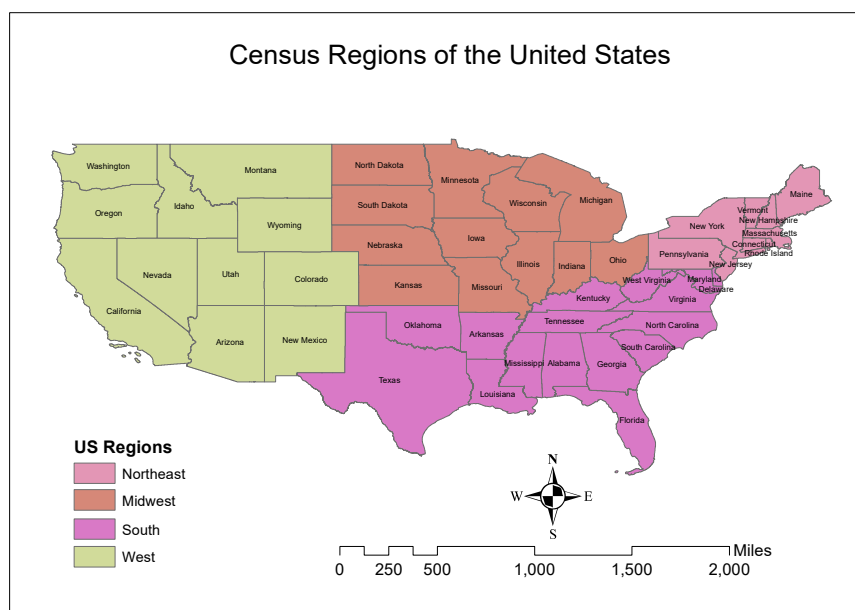 Census Regions of the United States
Washington
Montana
North Dakota
Minnesota
Maine
Oregon
Idaho
Wyoming
South Dakota
Wisconsin
Michigan
Vermont
New Hampshire
New York
Massachusetts
Connecticut
Rhode Island
Nebraska
Iowa
Pennsylvania
New Jersey
Nevada
Utah
Colorado
Illinois
Indiana
Ohio
West Virginia
Maryland
Delaware
California
Kansas
Missouri
Kentucky
Virginia
Arizona
New Mexico
Oklahoma
Arkansas
Tennessee
North Carolina
South Carolina
Texas
Mississippi
Alabama
Georgia
Louisiana
Florida
US Regions
Northeast
Midwest
South
West
N
W E
S
Miles
0 250 500 1,000 1,500 2,000